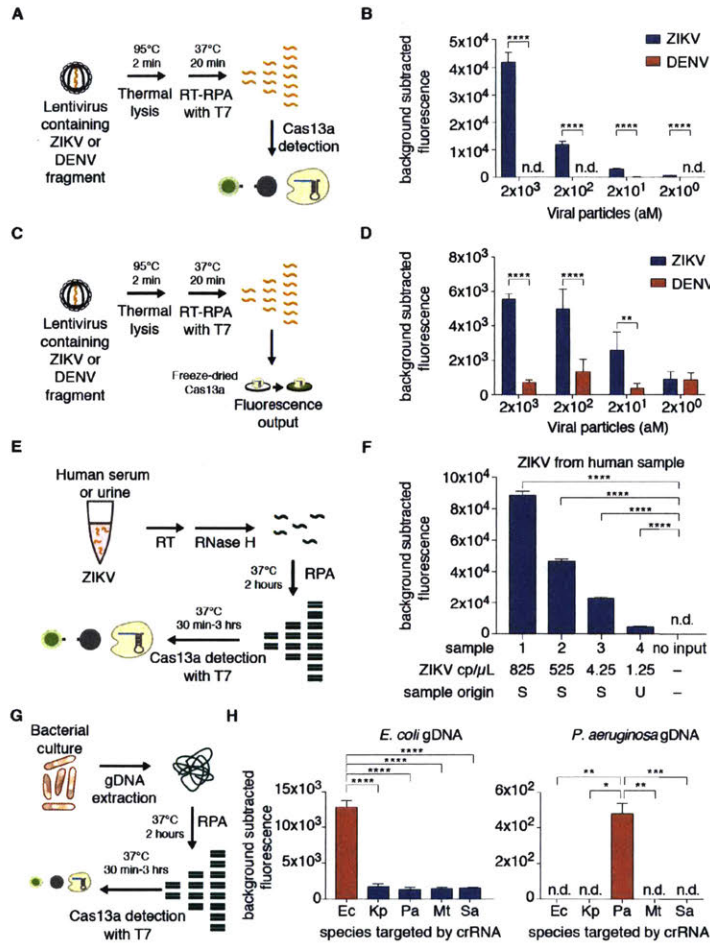 A
95°C
2 min
37°C
20 min
Thermal
lysis
RT-RPA
with T7
Lentivirus
containing
ZIKV or
DENV
fragment
Cas13a
detection
B
background subtracted
fluorescence
5x10⁴
4x10⁴
3x10⁴
2x10⁴
1x10⁴
0
ZIKV
DENV
****
****
****
****
n.d.
n.d.
n.d.
2x10³ 2x10² 2x10¹ 2x10⁰
Viral particles (aM)
C
95°C
2 min
37°C
20 min
Thermal
lysis
RT-RPA
with T7
Lentivirus
containing
ZIKV or
DENV
fragment
Freeze-dried
Cas13a
Fluorescence
output
D
background subtracted
fluorescence
8x10³
6x10³
4x10³
2x10³
0
ZIKV
DENV
****
****
**
2x10³ 2x10² 2x10¹ 2x10⁰
Viral particles (aM)
E
Human serum
or urine
ZIKV
RT
RNase H
37°C
2 hours
RPA
37°C
30 min-3 hrs
Cas13a detection
with T7
F
ZIKV from human sample
background subtracted
fluorescence
10x10⁴
8x10⁴
6x10⁴
4x10⁴
2x10⁴
0
****
****
****
****
n.d.
sample 1 2 3 4 no input
ZIKV cp/µL 825 525 4.25 1.25 –
sample origin S S S U –
G
Bacterial
culture
gDNA
extraction
37°C
2 hours
RPA
37°C
30 min-3 hrs
Cas13a detection
with T7
H
E. coli gDNA
background subtracted
fluorescence
15x10³
10x10³
5x10³
0
****
****
****
****
Ec Kp Pa Mt Sa
species targeted by crRNA
P. aeruginosa gDNA
6x10²
4x10²
2x10²
0
** ***
* **
n.d. n.d. n.d. n.d.
Ec Kp Pa Mt Sa
species targeted by crRNA